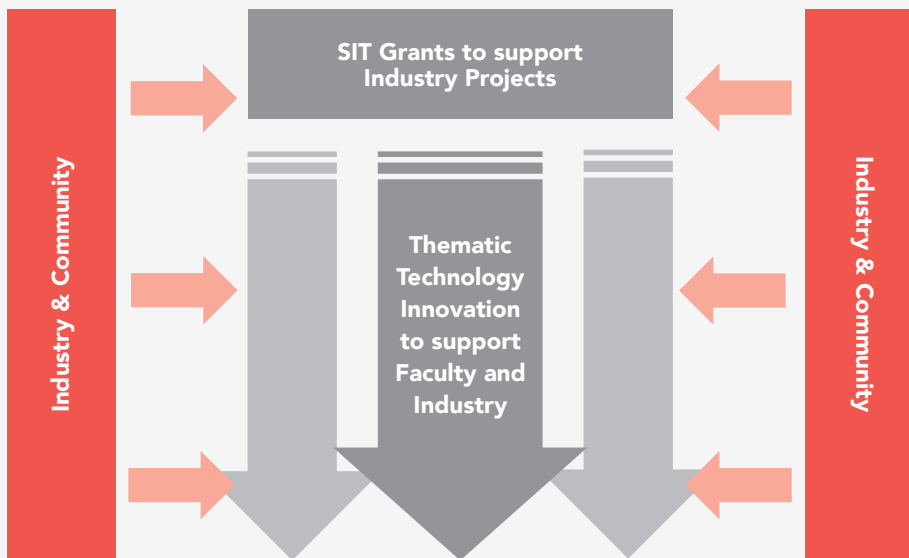 Industry & Community
SIT Grants to support
Industry Projects
Thematic
Technology
Innovation
to support
Faculty and
Industry
Industry & Community